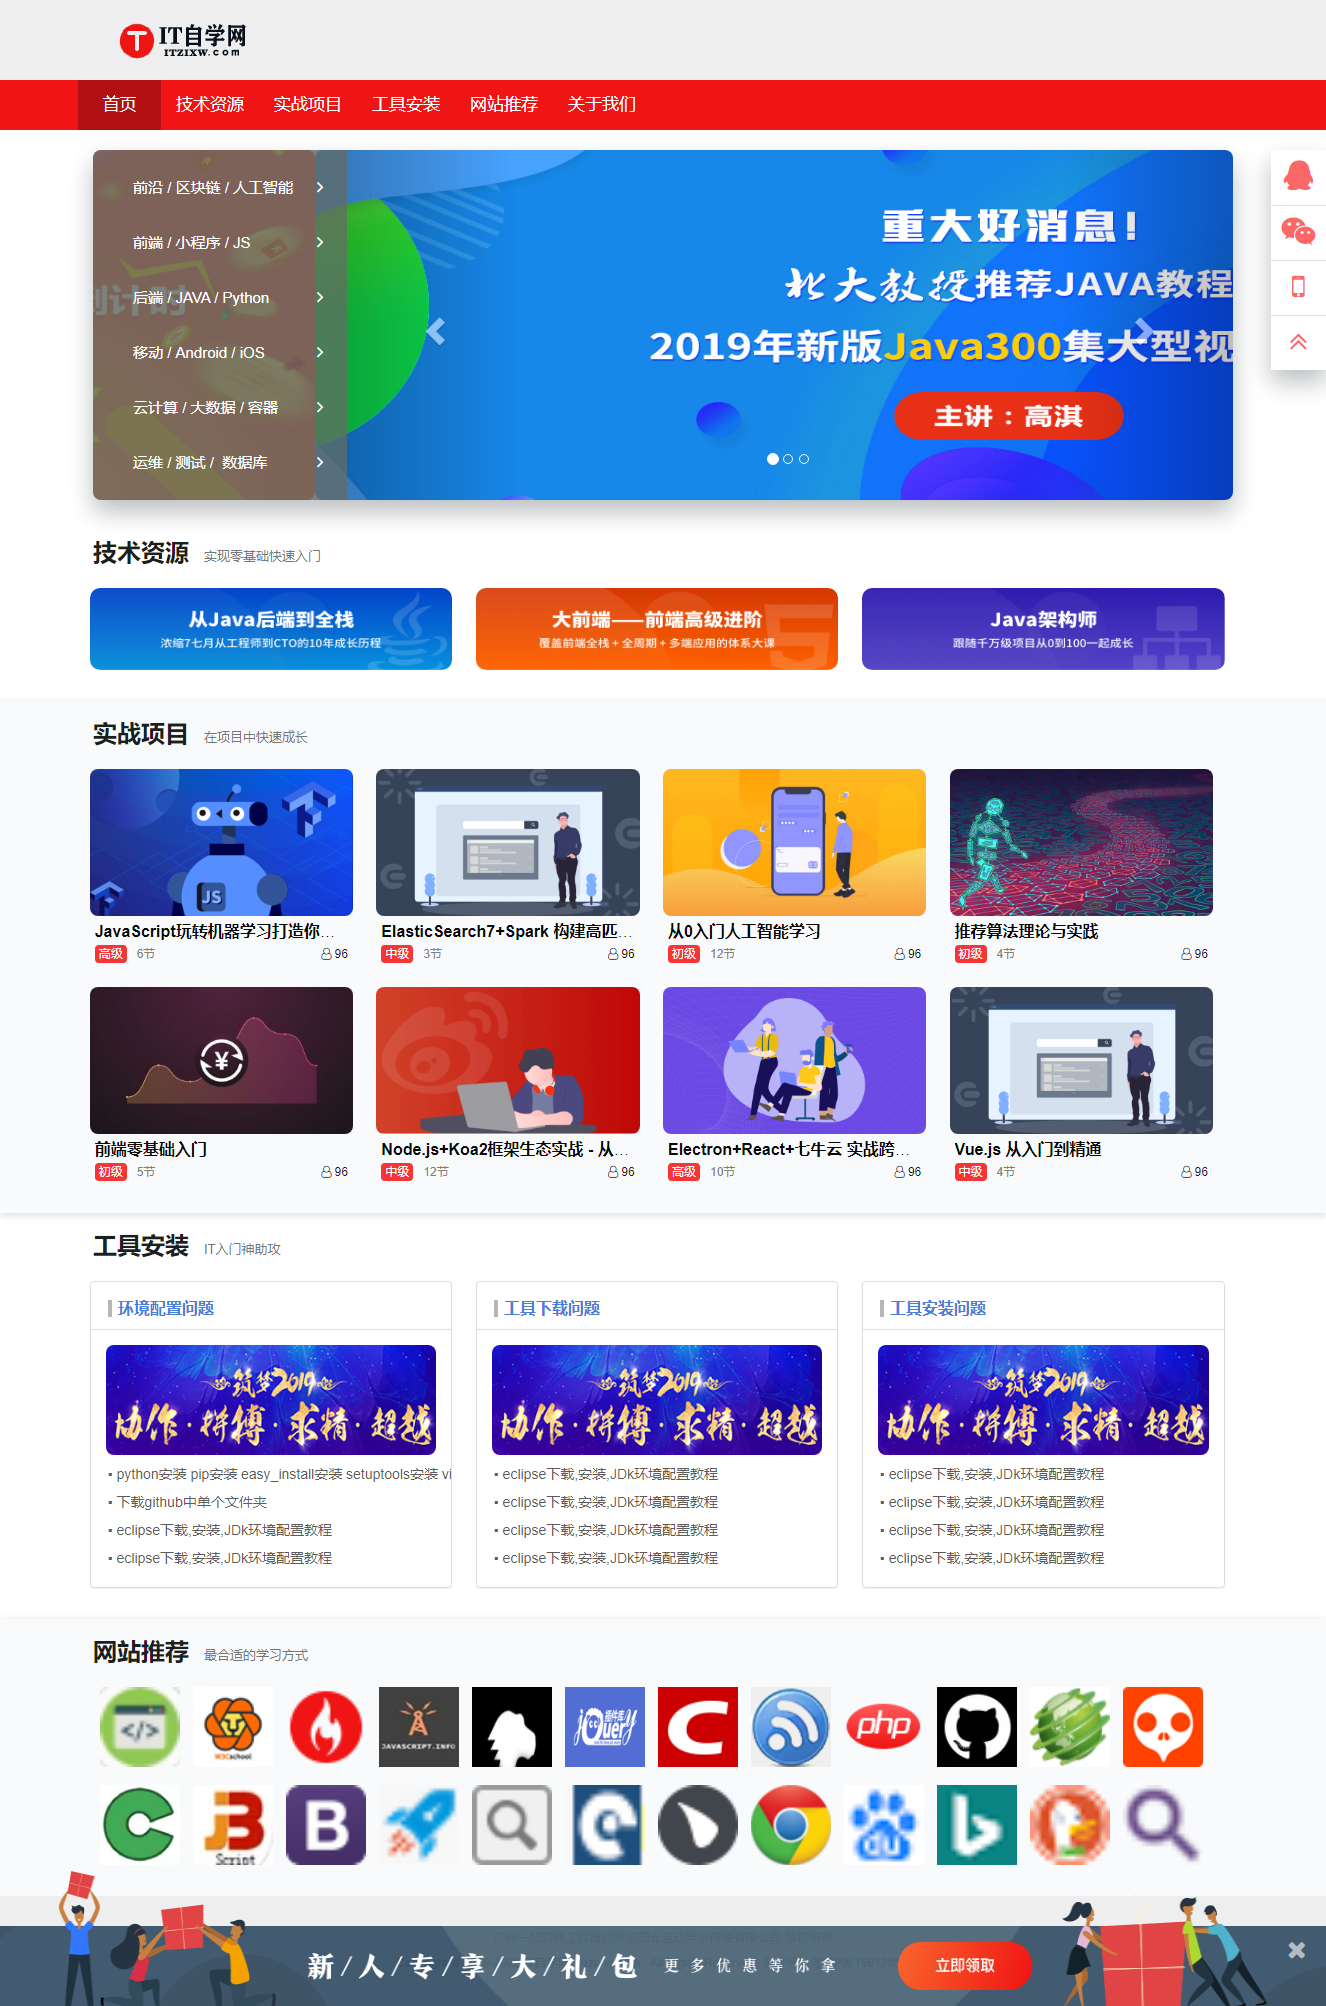 T IT自学网
ITZIXW.com
首页 技术资源 实战项目 工具安装 网站推荐 关于我们
前沿 / 区块链 / 人工智能
前端 / 小程序 / JS
后端 / JAVA / Python
移动 / Android / iOS
云计算 / 大数据 / 容器
运维 / 测试 / 数据库
重大好消息!
北大教授推荐JAVA教程
2019年新版Java300集大型视
主讲：高淇
技术资源 实现零基础快速入门
从Java后端到全栈
浓缩7七月从工程师到CTO的10年成长历程
大前端——前端高级进阶
覆盖前端全栈+全周期+多端应用的体系大课
Java架构师
跟随千万级项目从0到100一起成长
实战项目 在项目中快速成长
JS
JavaScript玩转机器学习打造你...
高级 6节 96
ElasticSearch7+Spark 构建高匹...
中级 3节 96
从0入门人工智能学习
初级 12节 96
推荐算法理论与实践
初级 4节 96
¥
前端零基础入门
初级 5节 96
Node.js+Koa2框架生态实战 - 从...
中级 12节 96
Electron+React+七牛云 实战跨...
高级 10节 96
Vue.js 从入门到精通
中级 4节 96
工具安装 IT入门神助攻
环境配置问题
筑梦2019
协作·拼搏·求精·超越
python安装 pip安装 easy_install安装 setuptools安装 vi
下载github中单个文件夹
eclipse下载,安装,JDk环境配置教程
eclipse下载,安装,JDk环境配置教程
工具下载问题
筑梦2019
协作·拼搏·求精·超越
eclipse下载,安装,JDk环境配置教程
eclipse下载,安装,JDk环境配置教程
eclipse下载,安装,JDk环境配置教程
eclipse下载,安装,JDk环境配置教程
工具安装问题
筑梦2019
协作·拼搏·求精·超越
eclipse下载,安装,JDk环境配置教程
eclipse下载,安装,JDk环境配置教程
eclipse下载,安装,JDk环境配置教程
eclipse下载,安装,JDk环境配置教程
网站推荐 最合适的学习方式
</>
W3Cschool
JAVASCRIPT.INFO
jQuery
组件库
C
php
C
JB
Script
B
du
b
新/人/专/享/大/礼/包 更多优惠等你拿 立即领取